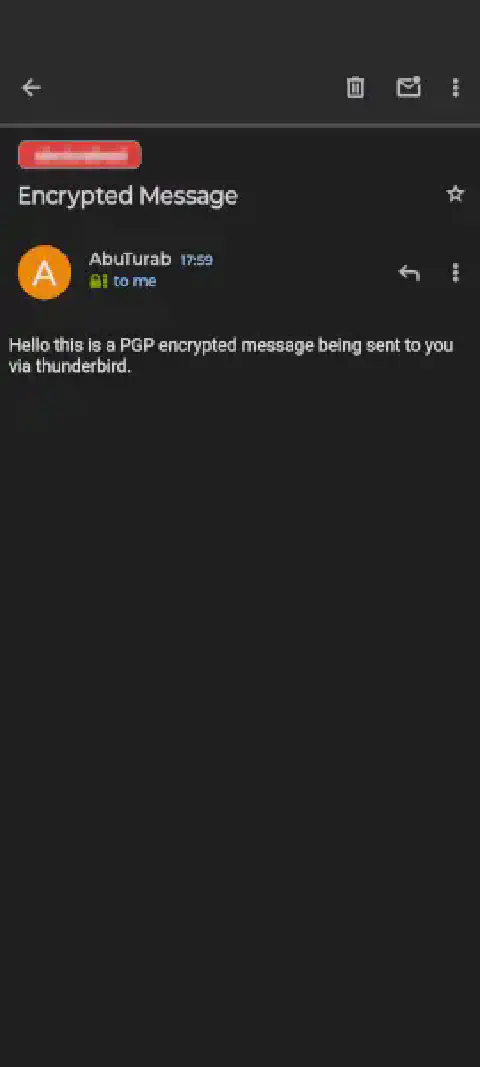 Encrypted Message
A
AbuTurab 17:59
to me
Hello this is a PGP encrypted message being sent to you
via thunderbird.